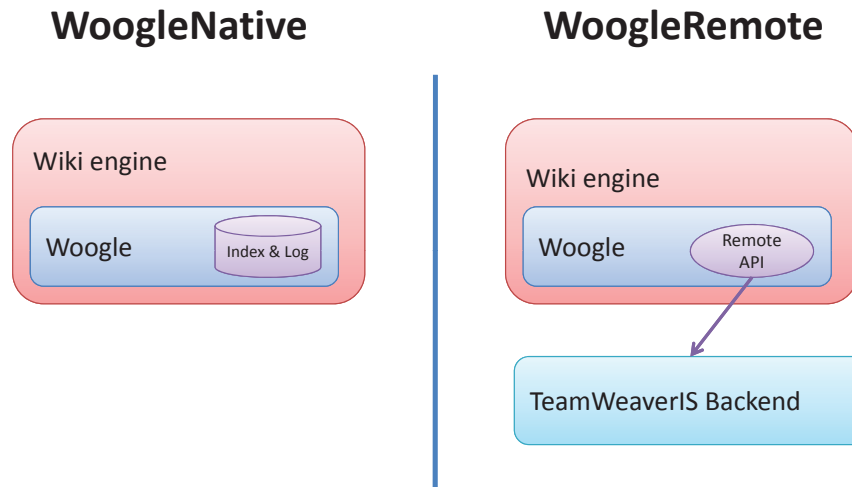 WoogleNative
Wiki engine
Woogle
Index & Log
WoogleRemote
Wiki engine
Woogle
Remote
API
TeamWeaverIS Backend